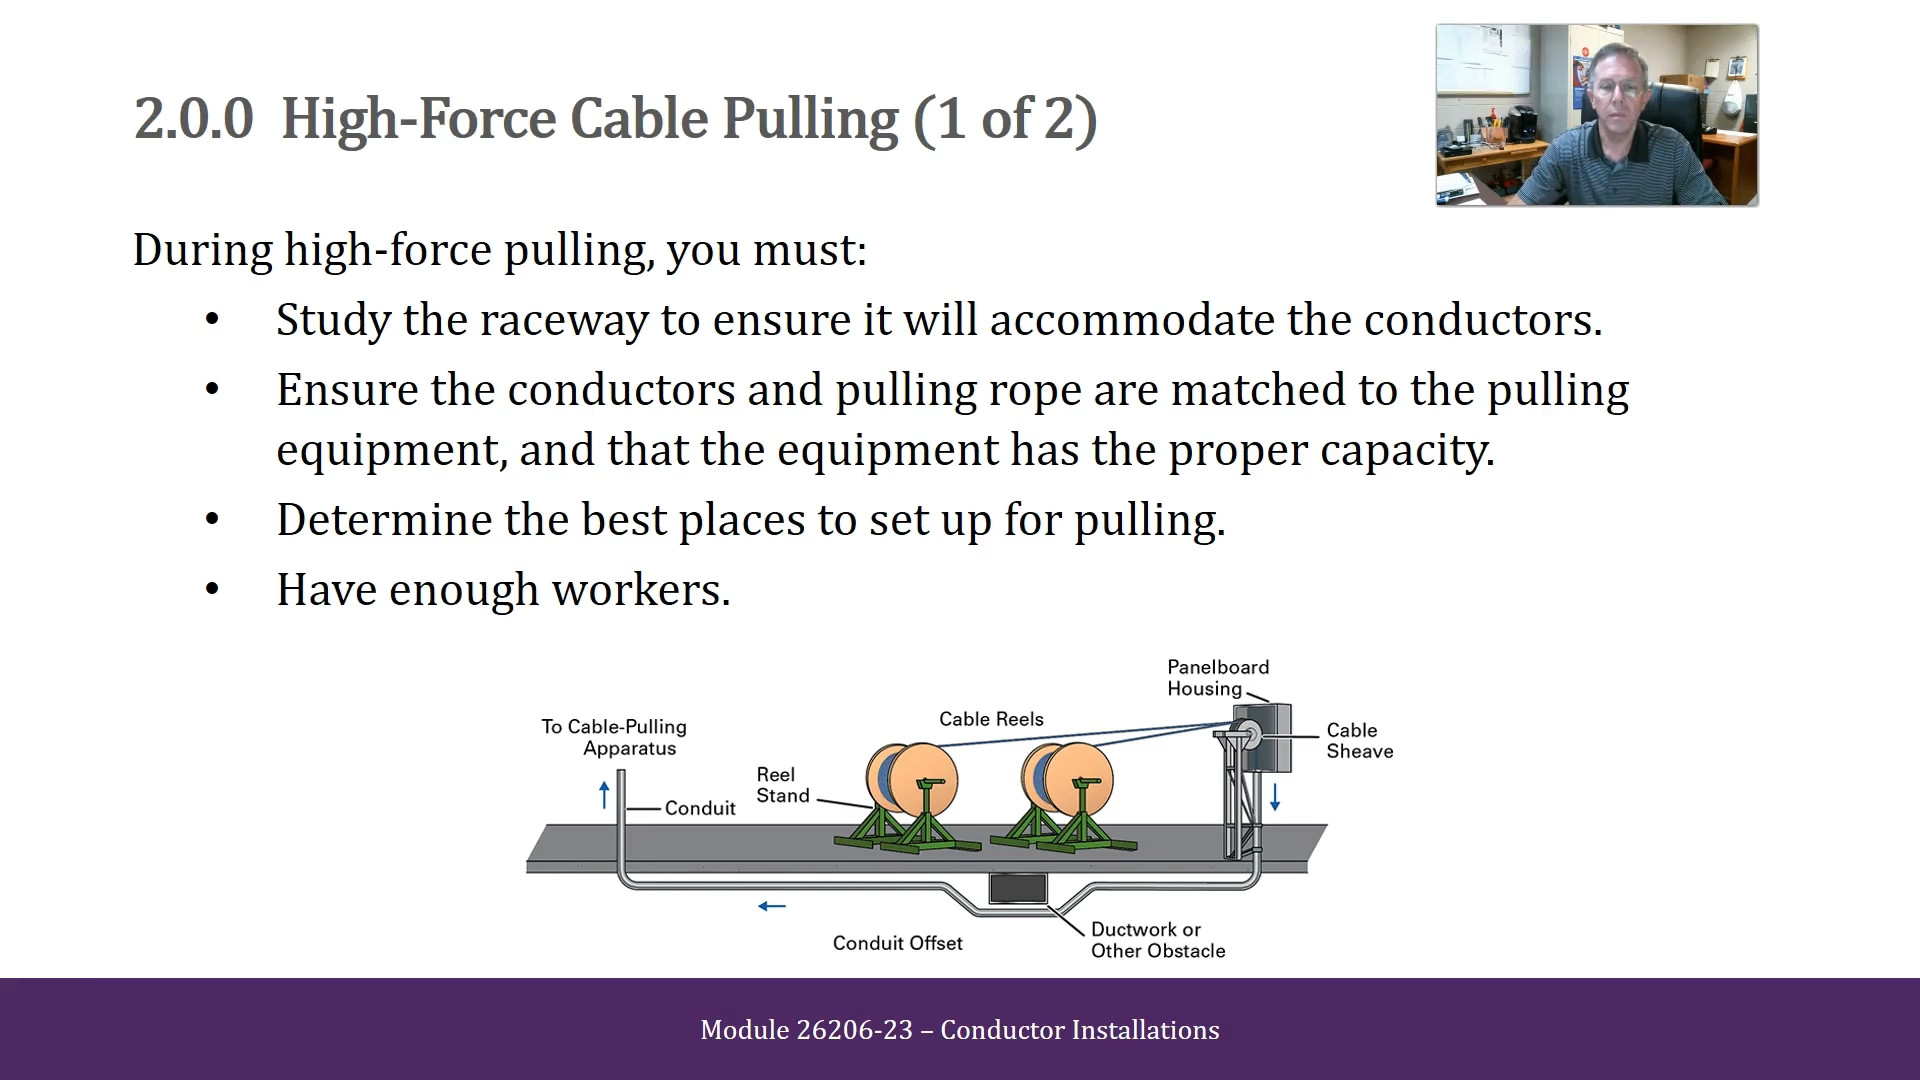 2.0.0 High-Force Cable Pulling (1 of 2)
During high-force pulling, you must:
• Study the raceway to ensure it will accommodate the conductors.
• Ensure the conductors and pulling rope are matched to the pulling
equipment, and that the equipment has the proper capacity.
• Determine the best places to set up for pulling.
• Have enough workers.
Panelboard
Housing
To Cable-Pulling
Apparatus
Cable Reels
Cable
Sheave
Reel
Stand
Conduit
Conduit Offset
Ductwork or
Other Obstacle
Module 26206-23 – Conductor Installations